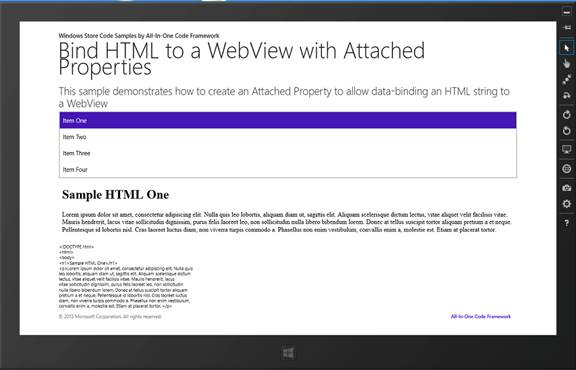 Windows Store Code Samples by All-In-One Code Framework
Bind HTML to a WebView with Attached
Properties
This sample demonstrates how to create an Attached Property to allow data-binding an HTML string to
a WebView
Item One
Item Two
Item Three
Item Four
Sample HTML One
Lorem ipsum dolor sit amet, consectetur adipiscing elit. Nulla quis leo lobortis, aliquam diam ut, sagittis elit. Aliquam scelerisque dictum lectus, vitae aliquet velit facilisis vitae.
Mauris hendrerit, lacus vitae sollicitudin dignissim, purus felis laoreet leo, non sollicitudin nulla libero bibendum lorem. Donec at tellus suscipit tortor aliquam pretium a et neque.
Pellentesque id lobortis nisl. Cras laoreet luctus diam, non viverra turpis commodo a. Phasellus non enim vestibulum, convallis enim a, molestie est. Etiam at placerat tortor.
<!DOCTYPE html>
<html>
<body>
<h1>Sample HTML One</h1>
<p>Lorem ipsum dolor sit amet, consectetur adipiscing elit. Nulla quis
leo lobortis, aliquam diam ut, sagittis elit. Aliquam scelerisque dictum
lectus, vitae aliquet velit facilisis vitae. Mauris hendrerit, lacus
vitae sollicitudin dignissim, purus felis laoreet leo, non sollicitudin
nulla libero bibendum lorem. Donec at tellus suscipit tortor aliquam
pretium a et neque. Pellentesque id lobortis nisl. Cras laoreet luctus
diam, non viverra turpis commodo a. Phasellus non enim vestibulum,
convallis enim a, molestie est. Etiam at placerat tortor. </p>
© 2013 Microsoft Corporation. All rights reserved.
All-In-One Code Framework